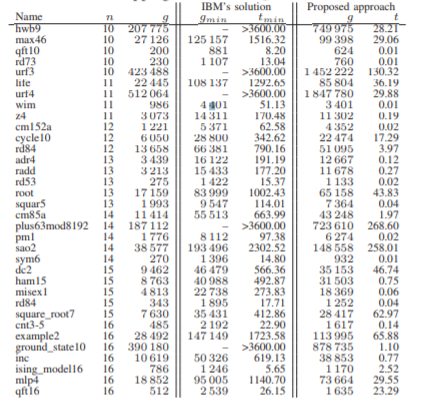 IBM's solution Proposed approach
Name n g gmin tmin g t
hwb9 10 207 775 – >3600.00 749 975 28.21
max46 10 27 126 125 157 1516.32 99 398 29.06
qft10 10 200 881 8.20 624 0.01
rd73 10 230 1 107 13.04 760 0.01
urf3 10 423 488 – >3600.00 1 452 222 130.32
life 11 22 445 108 137 1292.65 85 804 36.19
urf4 11 512 064 – >3600.00 1 847 780 29.88
wim 11 986 4 401 51.13 3 401 0.01
z4 11 3 073 14 311 170.48 11 302 0.19
cm152a 12 1 221 5 371 62.58 4 352 0.02
cycle10 12 6 050 28 800 342.62 22 474 17.29
rd84 12 13 658 66 381 790.16 51 095 3.97
adr4 13 3 439 16 122 191.19 12 667 0.12
radd 13 3 213 15 433 177.20 11 678 0.27
rd53 13 275 1 422 15.37 1 133 0.02
root 13 17 159 83 999 1002.43 65 158 43.83
squar5 13 1 993 9 547 114.01 7 364 0.04
cm85a 14 11 414 55 513 663.99 43 248 1.97
plus63mod8192 14 187 112 – >3600.00 723 610 268.60
pm1 14 1 776 8 112 97.38 6 274 0.02
sao2 14 38 577 193 496 2302.52 148 558 258.01
sym6 14 270 1 396 14.80 932 0.01
dc2 15 9 462 46 479 566.36 35 153 46.74
ham15 15 8 763 40 988 492.87 31 503 0.75
misex1 15 4 813 22 738 273.83 18 369 0.06
rd84 15 343 1 895 17.71 1 252 0.04
square_root7 15 7 630 35 431 412.86 28 417 62.97
cnt3-5 16 485 2 192 22.90 1 617 0.14
example2 16 28 492 147 149 1723.58 113 995 65.88
ground_state10 16 390 180 – >3600.00 878 735 1.10
inc 16 10 619 50 326 619.13 38 853 0.77
ising_model16 16 786 1 246 5.65 1 170 2.52
mlp4 16 18 852 95 005 1140.70 73 664 29.55
qft16 16 512 2 539 26.15 1 635 23.29